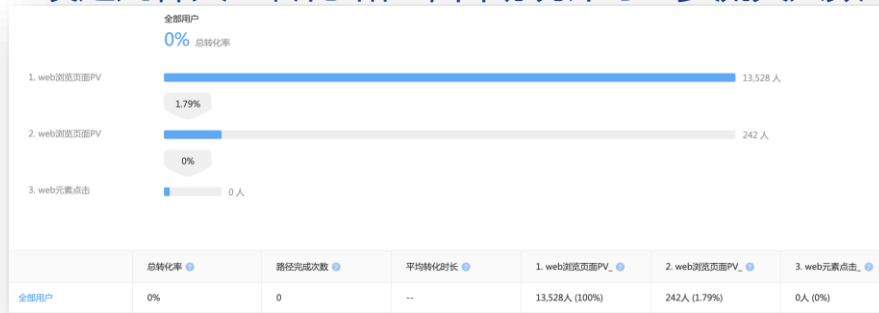 全部用户
0% 总转化率
1. web浏览页面PV 13,528 人
1.79%
2. web浏览页面PV 242 人
0%
3. web元素点击 0 人
总转化率 路径完成次数 平均转化时长 1. web浏览页面PV_ 2. web浏览页面PV_ 3. web元素点击_
全部用户 0% 0 -- 13,528人 (100%) 242人 (1.79%) 0人 (0%)